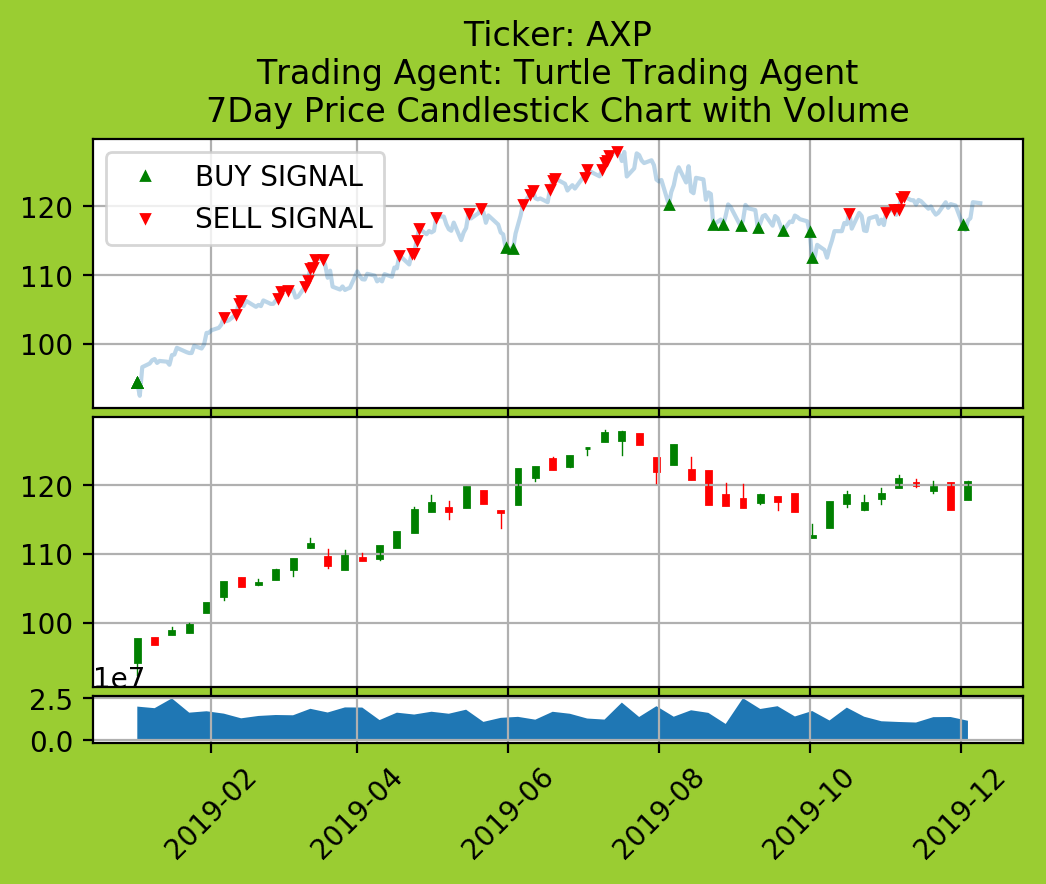 Ticker: AXP
Trading Agent: Turtle Trading Agent
7Day Price Candlestick Chart with Volume
BUY SIGNAL
SELL SIGNAL
120
110
100
120
110
100
1e7
2.5
0.0
2019-02
2019-04
2019-06
2019-08
2019-10
2019-12